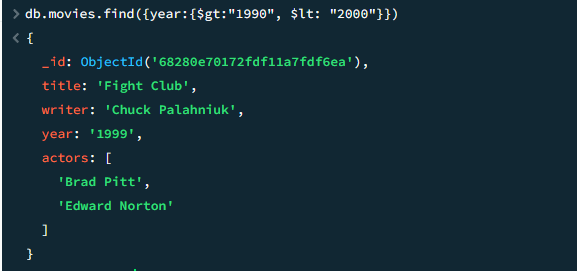 > db.movies.find({year:{$gt:"1990", $lt: "2000"}})
< {
_id: ObjectId('68280e70172fdf11a7fdf6ea'),
title: 'Fight Club',
writer: 'Chuck Palahniuk',
year: '1999',
actors: [
'Brad Pitt',
'Edward Norton'
]
}